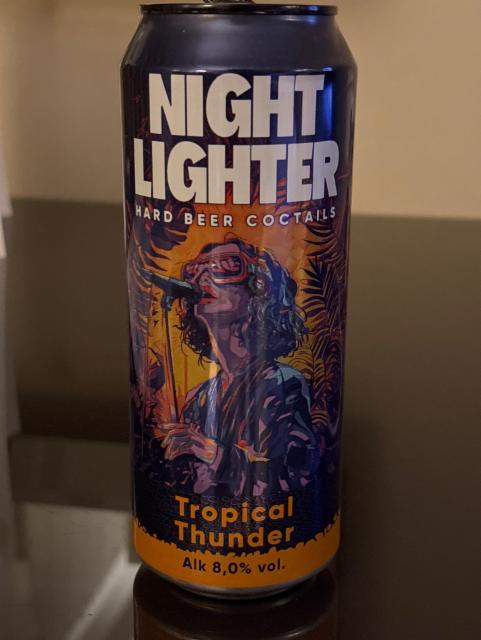 NIGHT
LIGHTER
HARD BEER COCTAILS
Tropical
Thunder
Alk 8,0% vol.